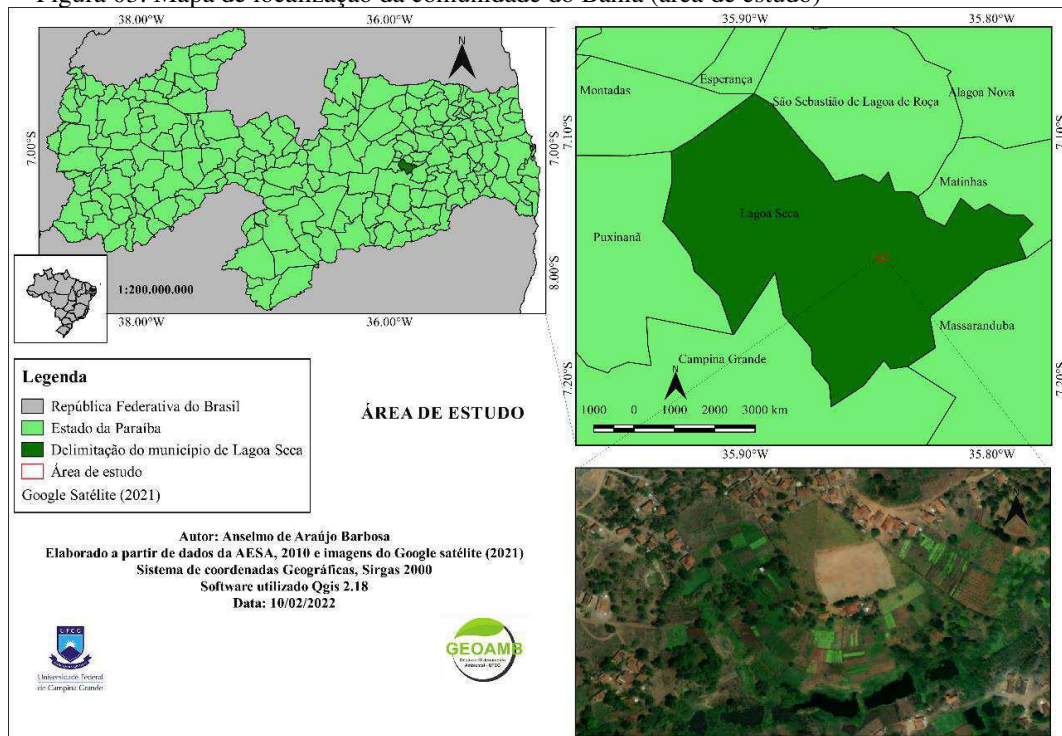 Figura 03: Mapa de localização da comunidade do Bama (área de estudo)
38.00°W
36.00°W
N
7.00°S
7.00°S
8.00°S
1:200.000.000
38.00°W
36.00°W
35.90°W
35.80°W
Montadas
Esperança
São Sebastião de Lagoa de Roça
Alagoa Nova
7.10°S
7.10°S
Matinhas
Lagoa Seca
Puxinanã
Massaranduba
Campina Grande
7.20°S
7.20°S
N
1000 0 1000 2000 3000 km
35.90°W
35.80°W
Legenda
República Federativa do Brasil
Estado da Paraíba
Delimitação do município de Lagoa Seca
Área de estudo
Google Satélite (2021)
ÁREA DE ESTUDO
Autor: Anselmo de Araújo Barbosa
Elaborado a partir de dados da AESA, 2010 e imagens do Google satélite (2021)
Sistema de coordenadas Geográficas, Sirgas 2000
Software utilizado Qgis 2.18
Data: 10/02/2022
UFCG
Universidade Federal
de Campina Grande
GEOAMB
N